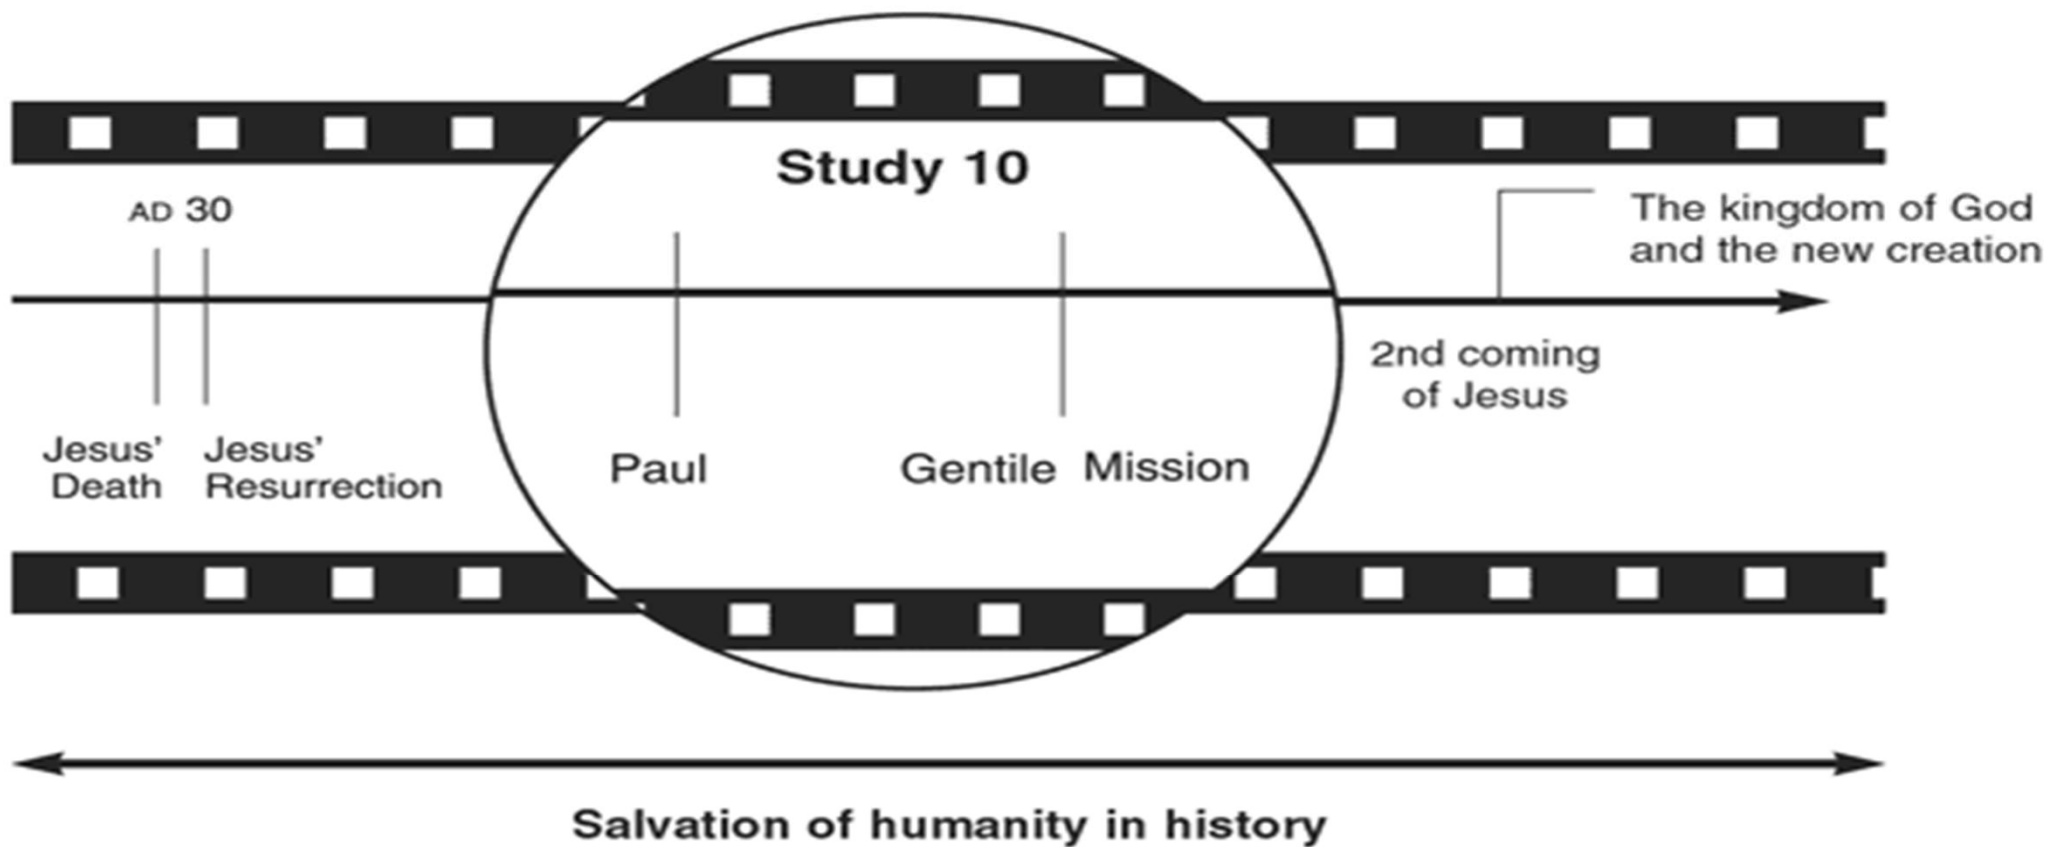 Study 10
AD 30
The kingdom of God
and the new creation
2nd coming
of Jesus
Jesus’
Death
Jesus’
Resurrection
Paul
Gentile Mission
Salvation of humanity in history